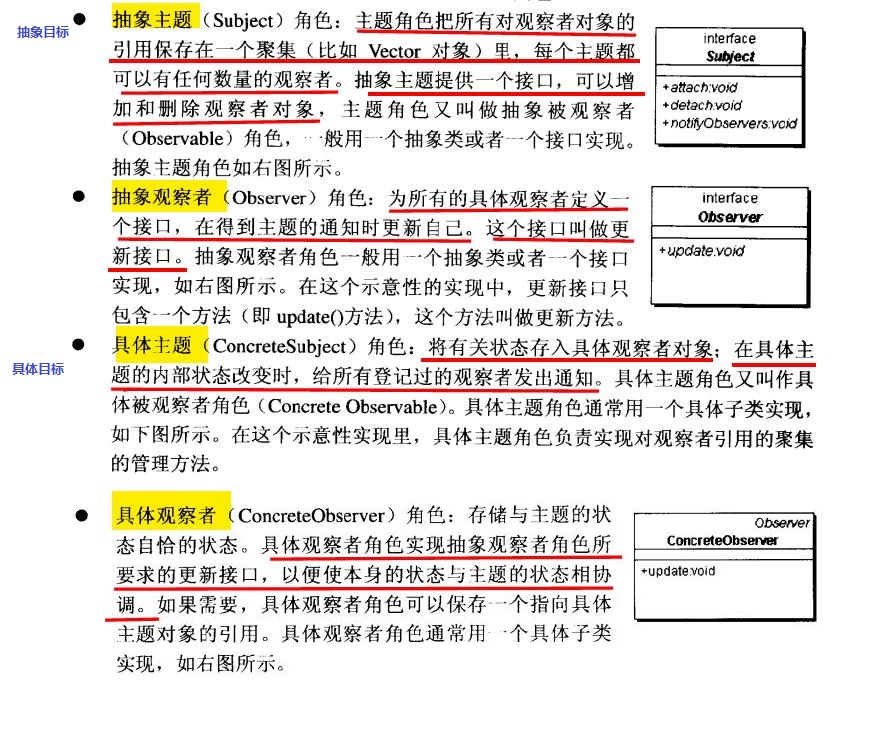 抽象目标
● 抽象主题（Subject）角色：主题角色把所有对观察者对象的
引用保存在一个聚集（比如 Vector 对象）里，每个主题都
可以有任何数量的观察者。抽象主题提供一个接口，可以增
加和删除观察者对象，主题角色又叫做抽象被观察者
（Observable）角色，一般用一个抽象类或者一个接口实现。
抽象主题角色如右图所示。
interface
Subject
+attach:void
+detach:void
+notifyObservers:void
● 抽象观察者（Observer）角色：为所有的具体观察者定义一
个接口，在得到主题的通知时更新自己。这个接口叫做更
新接口。抽象观察者角色一般用一个抽象类或者一个接口
实现，如右图所示。在这个示意性的实现中，更新接口只
包含一个方法（即 update()方法），这个方法叫做更新方法。
interface
Observer
+update:void
具体目标
● 具体主题（ConcreteSubject）角色：将有关状态存入具体观察者对象；在具体主
题的内部状态改变时，给所有登记过的观察者发出通知。具体主题角色又叫作具
体被观察者角色（Concrete Observable）。具体主题角色通常用一个具体子类实现，
如下图所示。在这个示意性实现里，具体主题角色负责实现对观察者引用的聚集
的管理方法。
● 具体观察者（ConcreteObserver）角色：存储与主题的状
态自恰的状态。具体观察者角色实现抽象观察者角色所
要求的更新接口，以便使本身的状态与主题的状态相协
调。如果需要，具体观察者角色可以保存一个指向具体
主题对象的引用。具体观察者角色通常用一个具体子类
实现，如右图所示。
Observer
ConcreteObserver
+update:void